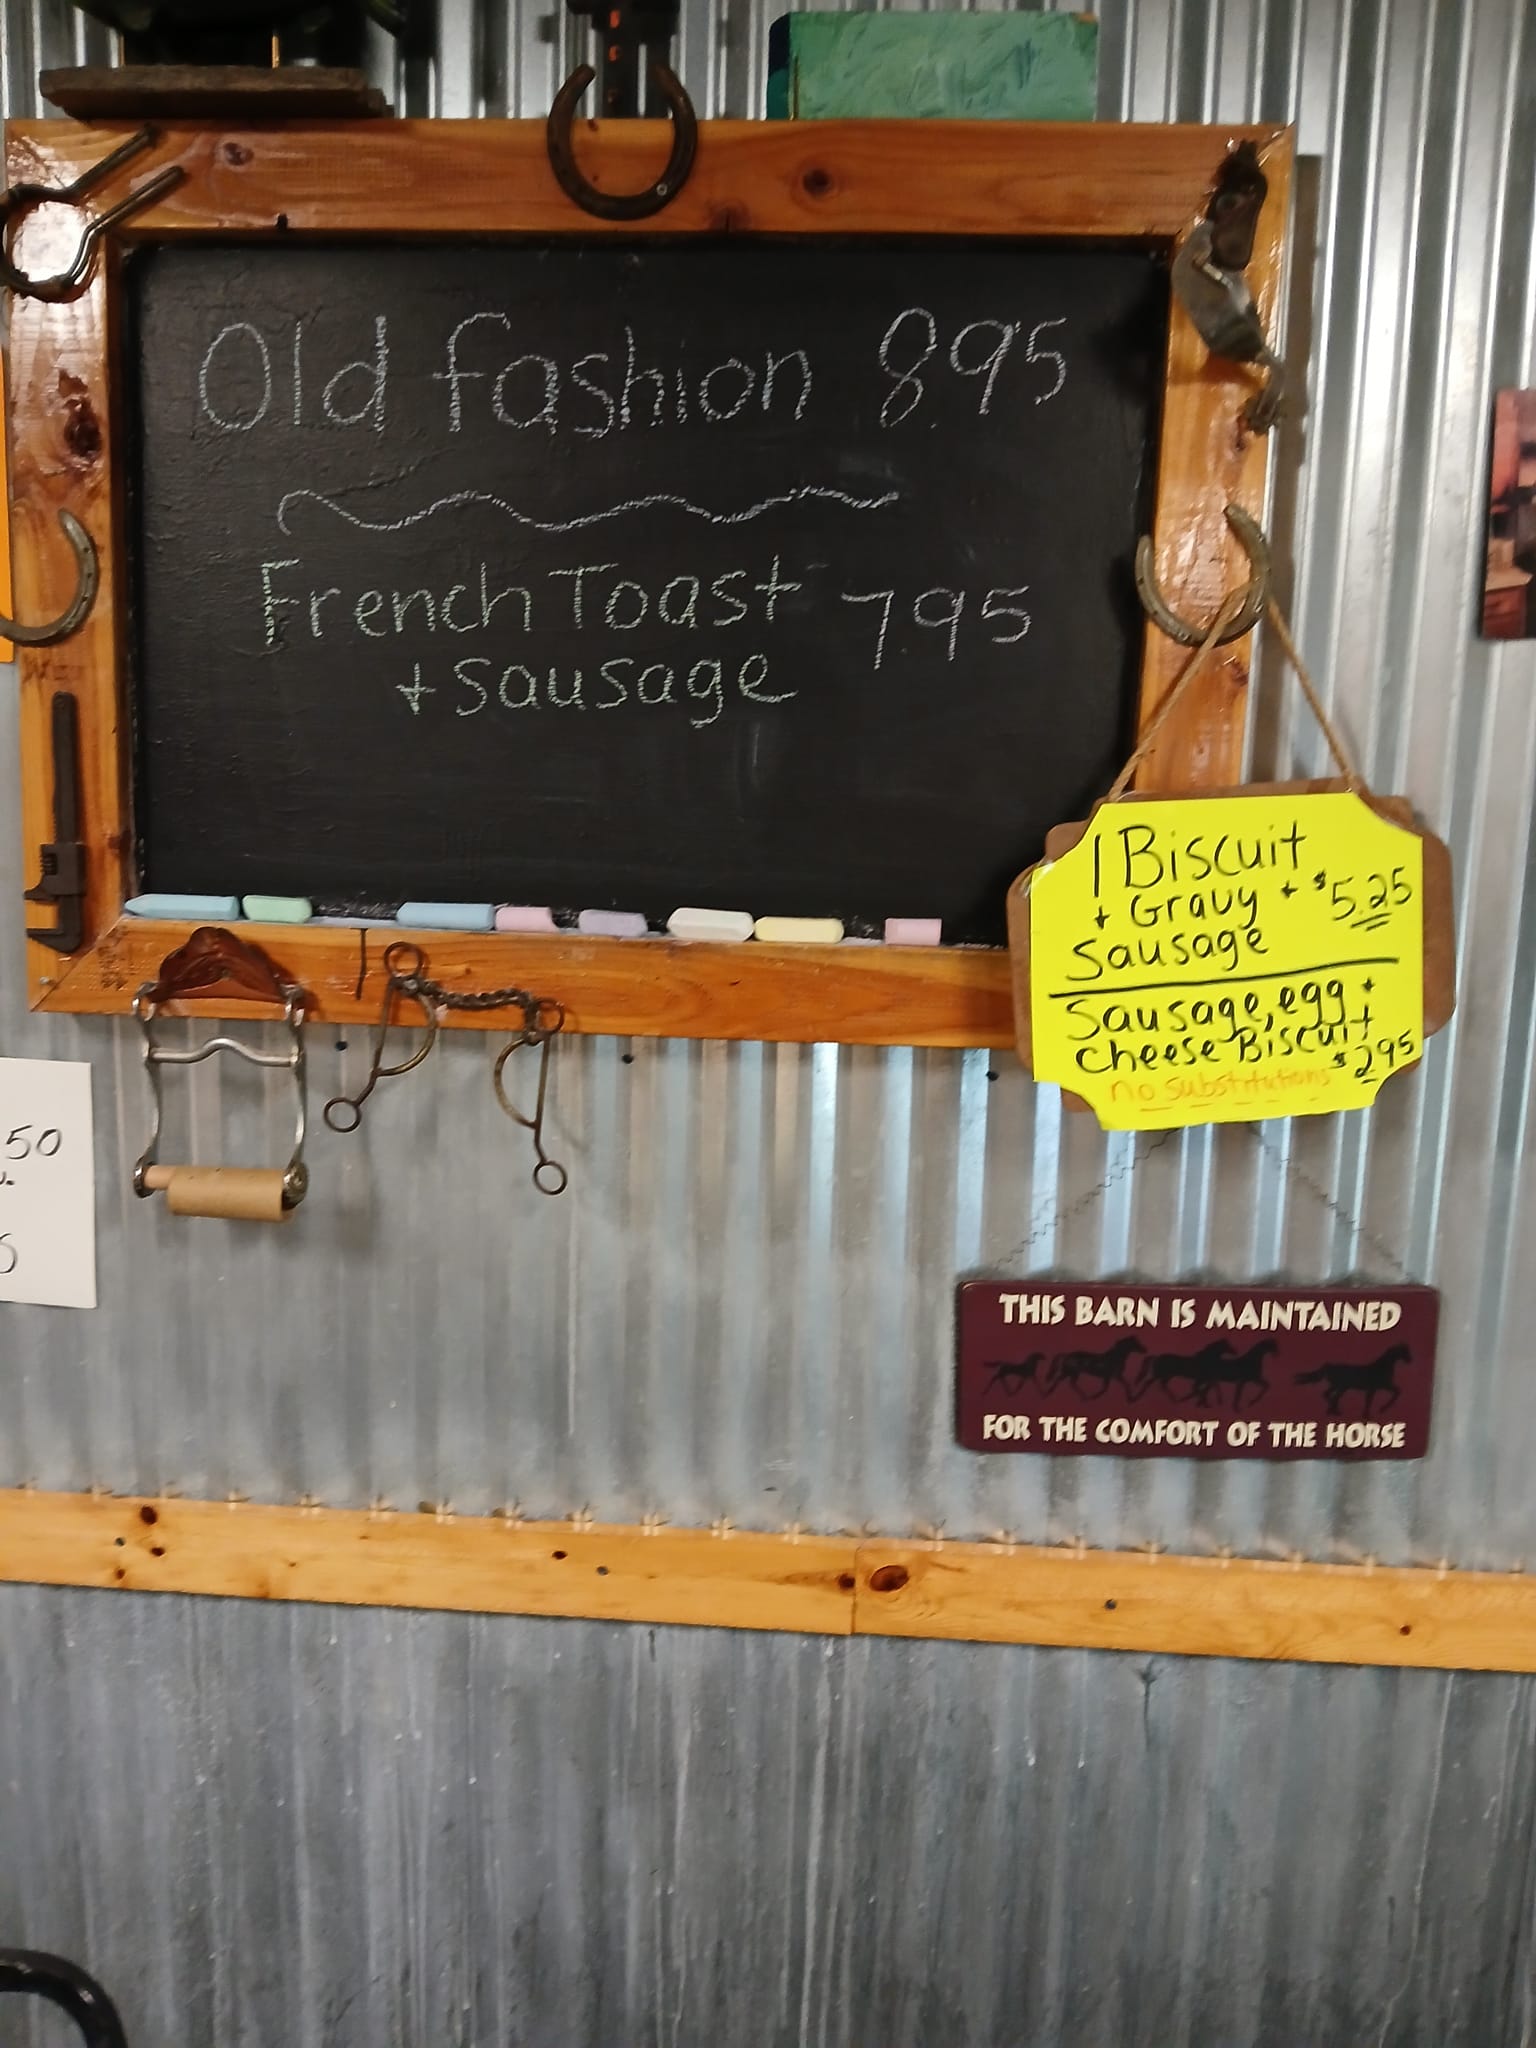 Old fashion 8.95
French Toast 7.95
+ sausage
1 Biscuit
+ Gravy + $5.25
Sausage
Sausage, egg +
cheese Biscuit
$2.95
no substitutions
THIS BARN IS MAINTAINED
FOR THE COMFORT OF THE HORSE
50